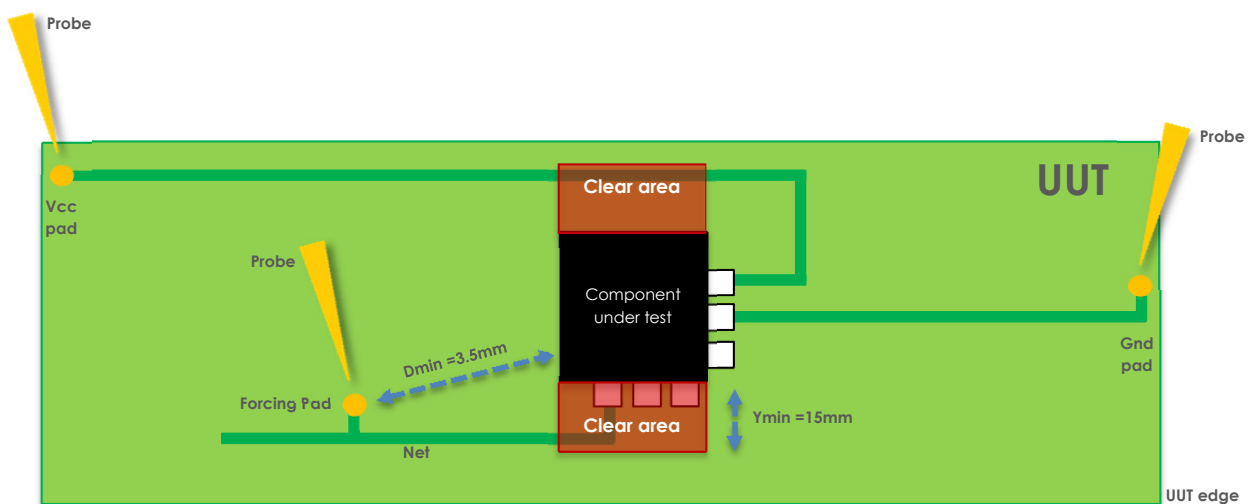 Probe
Probe
UUT
Clear area
Vcc
pad
Probe
Component
under test
Dmin =3.5mm
Gnd
pad
Forcing Pad
Ymin =15mm
Clear area
Net
UUT edge